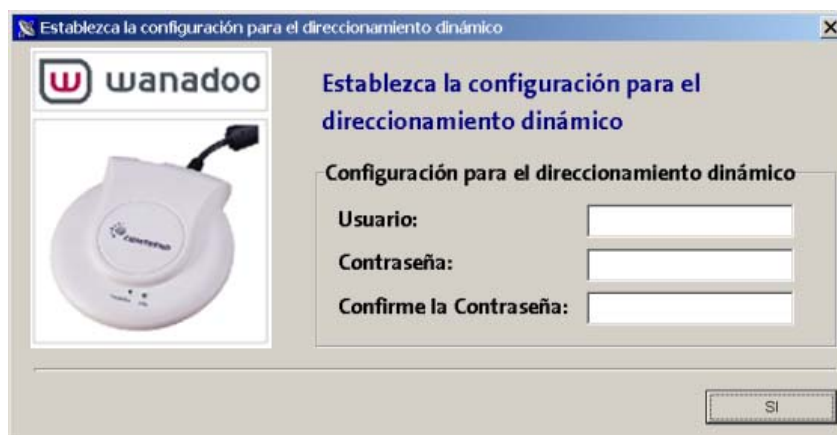 Establezca la configuración para el direccionamiento dinámico
wanadoo
Establezca la configuración para el
direccionamiento dinámico
Configuración para el direccionamiento dinámico
Usuario:
Contraseña:
Confirme la Contraseña:
SI